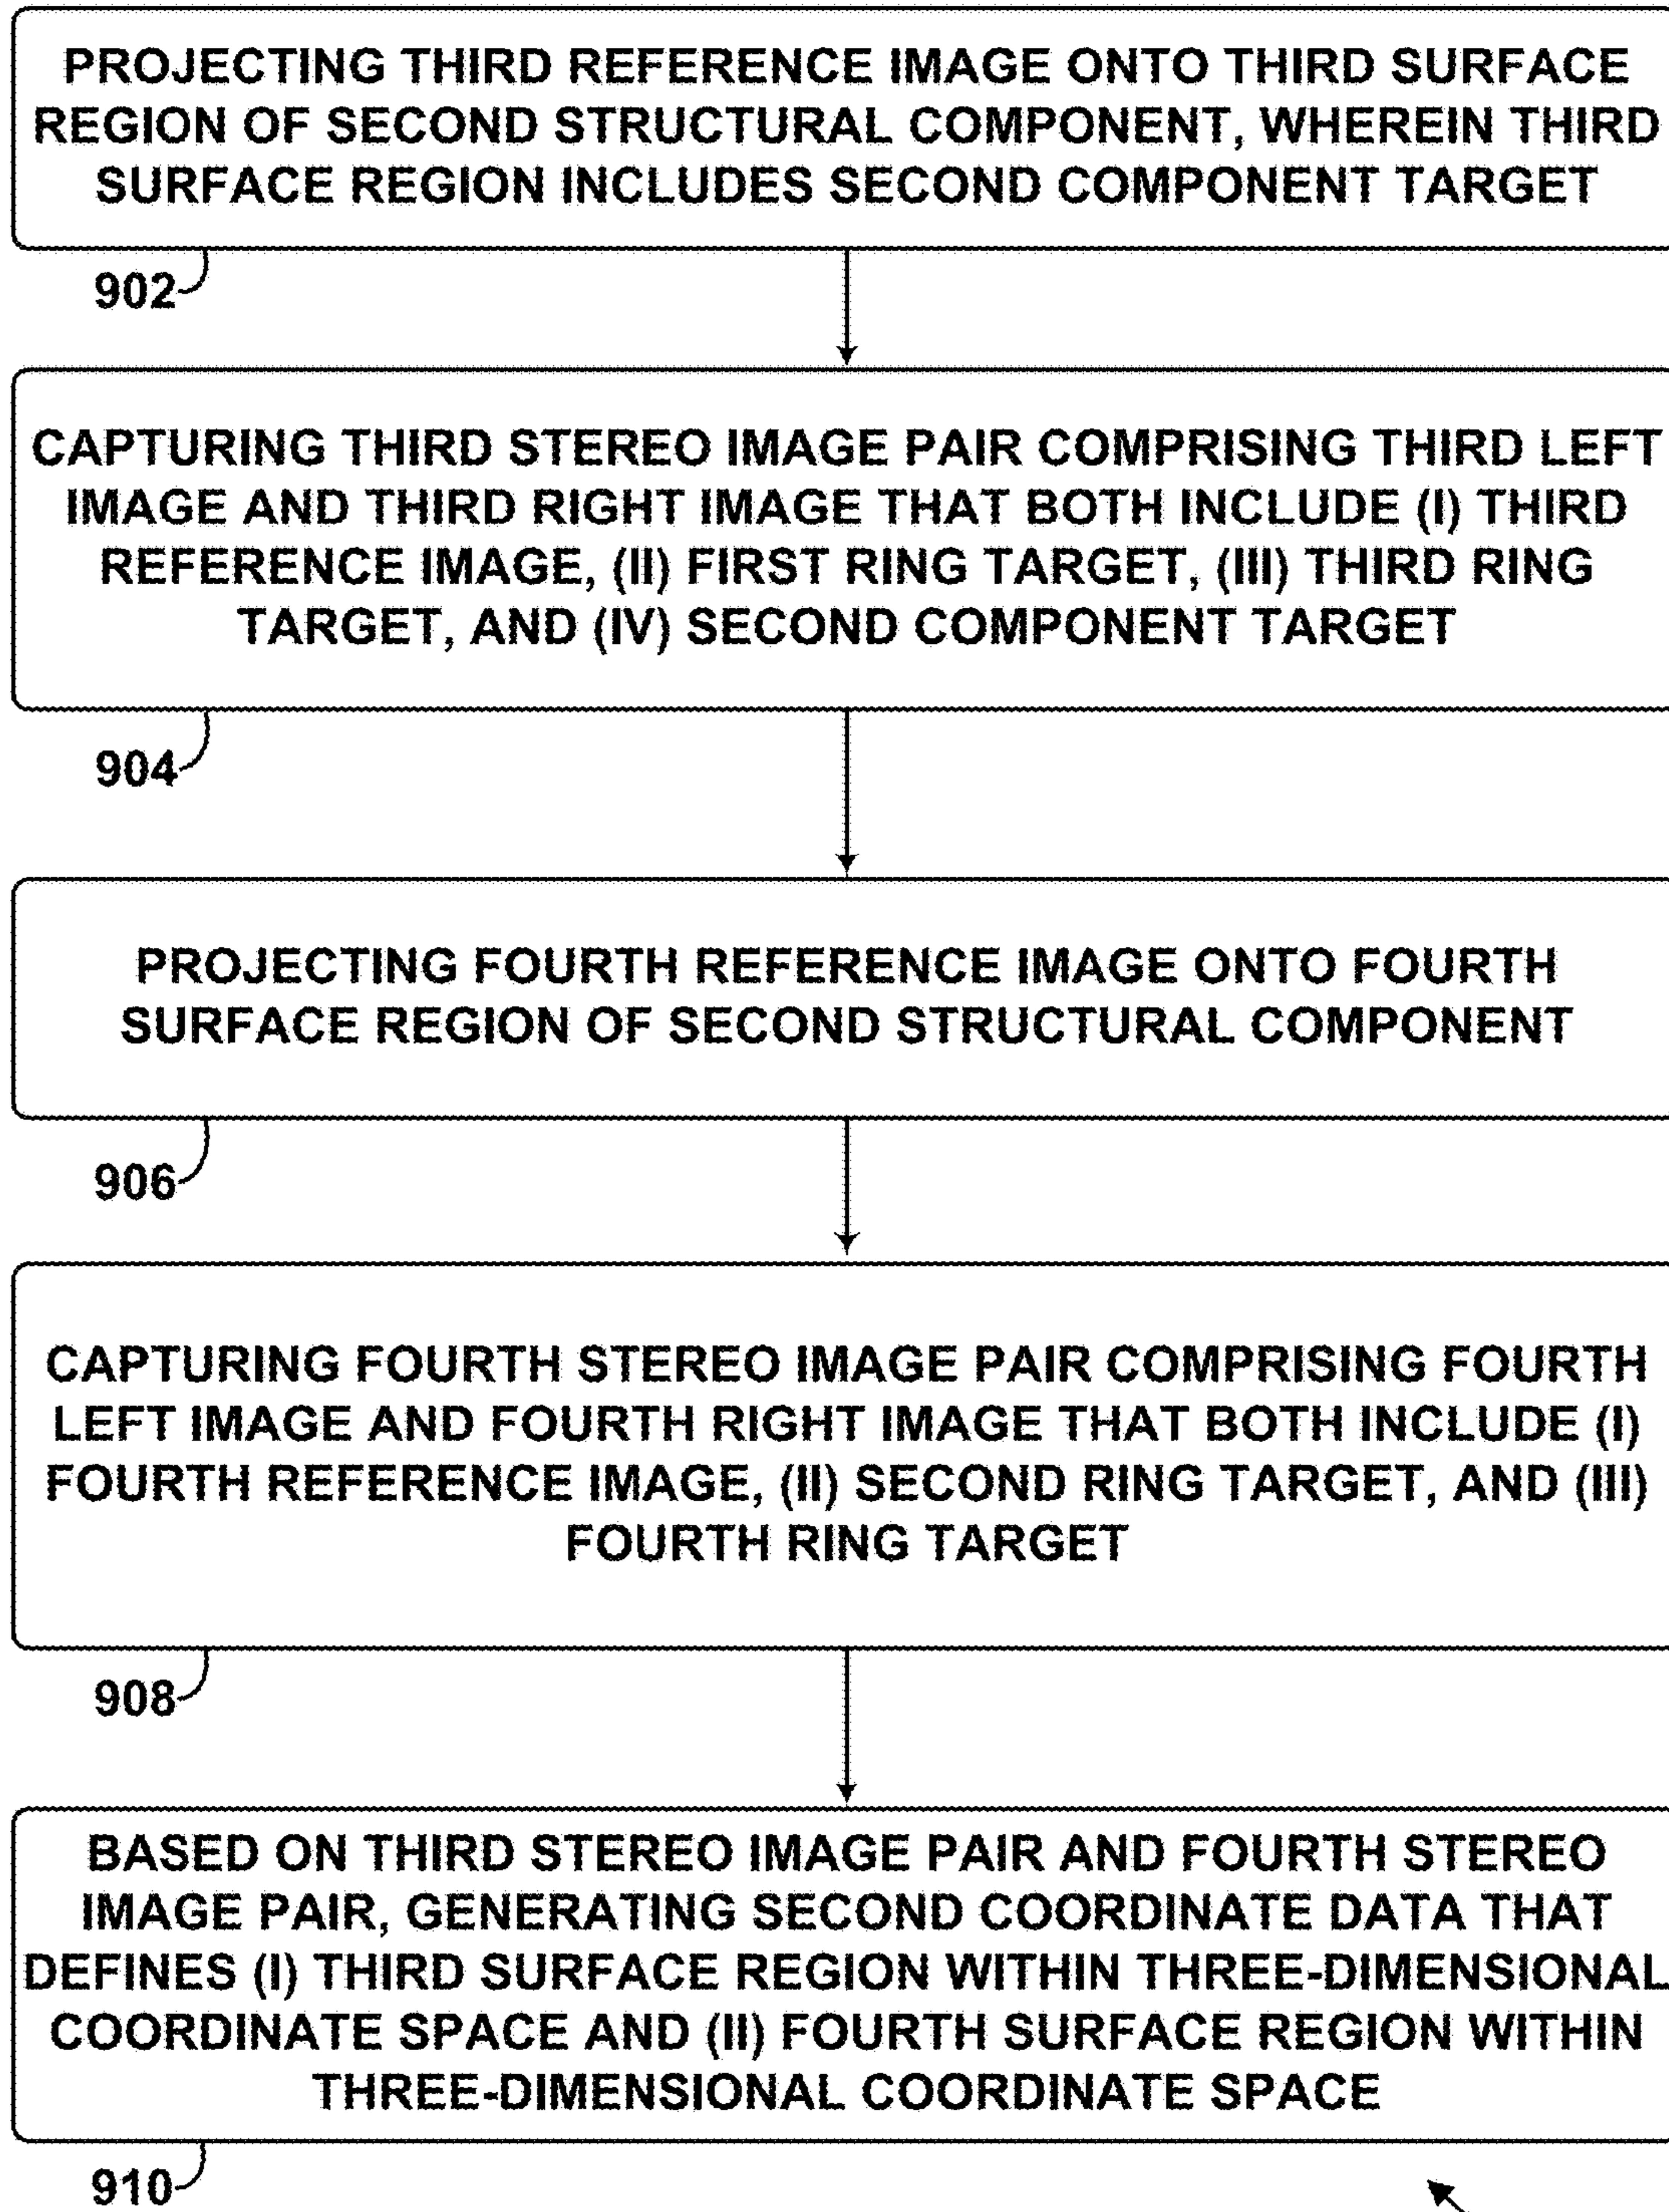 PROJECTING THIRD REFERENCE IMAGE ONTO THIRD SURFACE
REGION OF SECOND STRUCTURAL COMPONENT, WHEREIN THIRD
SURFACE REGION INCLUDES SECOND COMPONENT TARGET
902
CAPTURING THIRD STEREO IMAGE PAIR COMPRISING THIRD LEFT
IMAGE AND THIRD RIGHT IMAGE THAT BOTH INCLUDE (I) THIRD
REFERENCE IMAGE, (II) FIRST RING TARGET, (III) THIRD RING
TARGET, AND (IV) SECOND COMPONENT TARGET
904
PROJECTING FOURTH REFERENCE IMAGE ONTO FOURTH
SURFACE REGION OF SECOND STRUCTURAL COMPONENT
906
CAPTURING FOURTH STEREO IMAGE PAIR COMPRISING FOURTH
LEFT IMAGE AND FOURTH RIGHT IMAGE THAT BOTH INCLUDE (I)
FOURTH REFERENCE IMAGE, (II) SECOND RING TARGET, AND (III)
FOURTH RING TARGET
908
BASED ON THIRD STEREO IMAGE PAIR AND FOURTH STEREO
IMAGE PAIR, GENERATING SECOND COORDINATE DATA THAT
DEFINES (I) THIRD SURFACE REGION WITHIN THREE-DIMENSIONAL
COORDINATE SPACE AND (II) FOURTH SURFACE REGION WITHIN
THREE-DIMENSIONAL COORDINATE SPACE
910